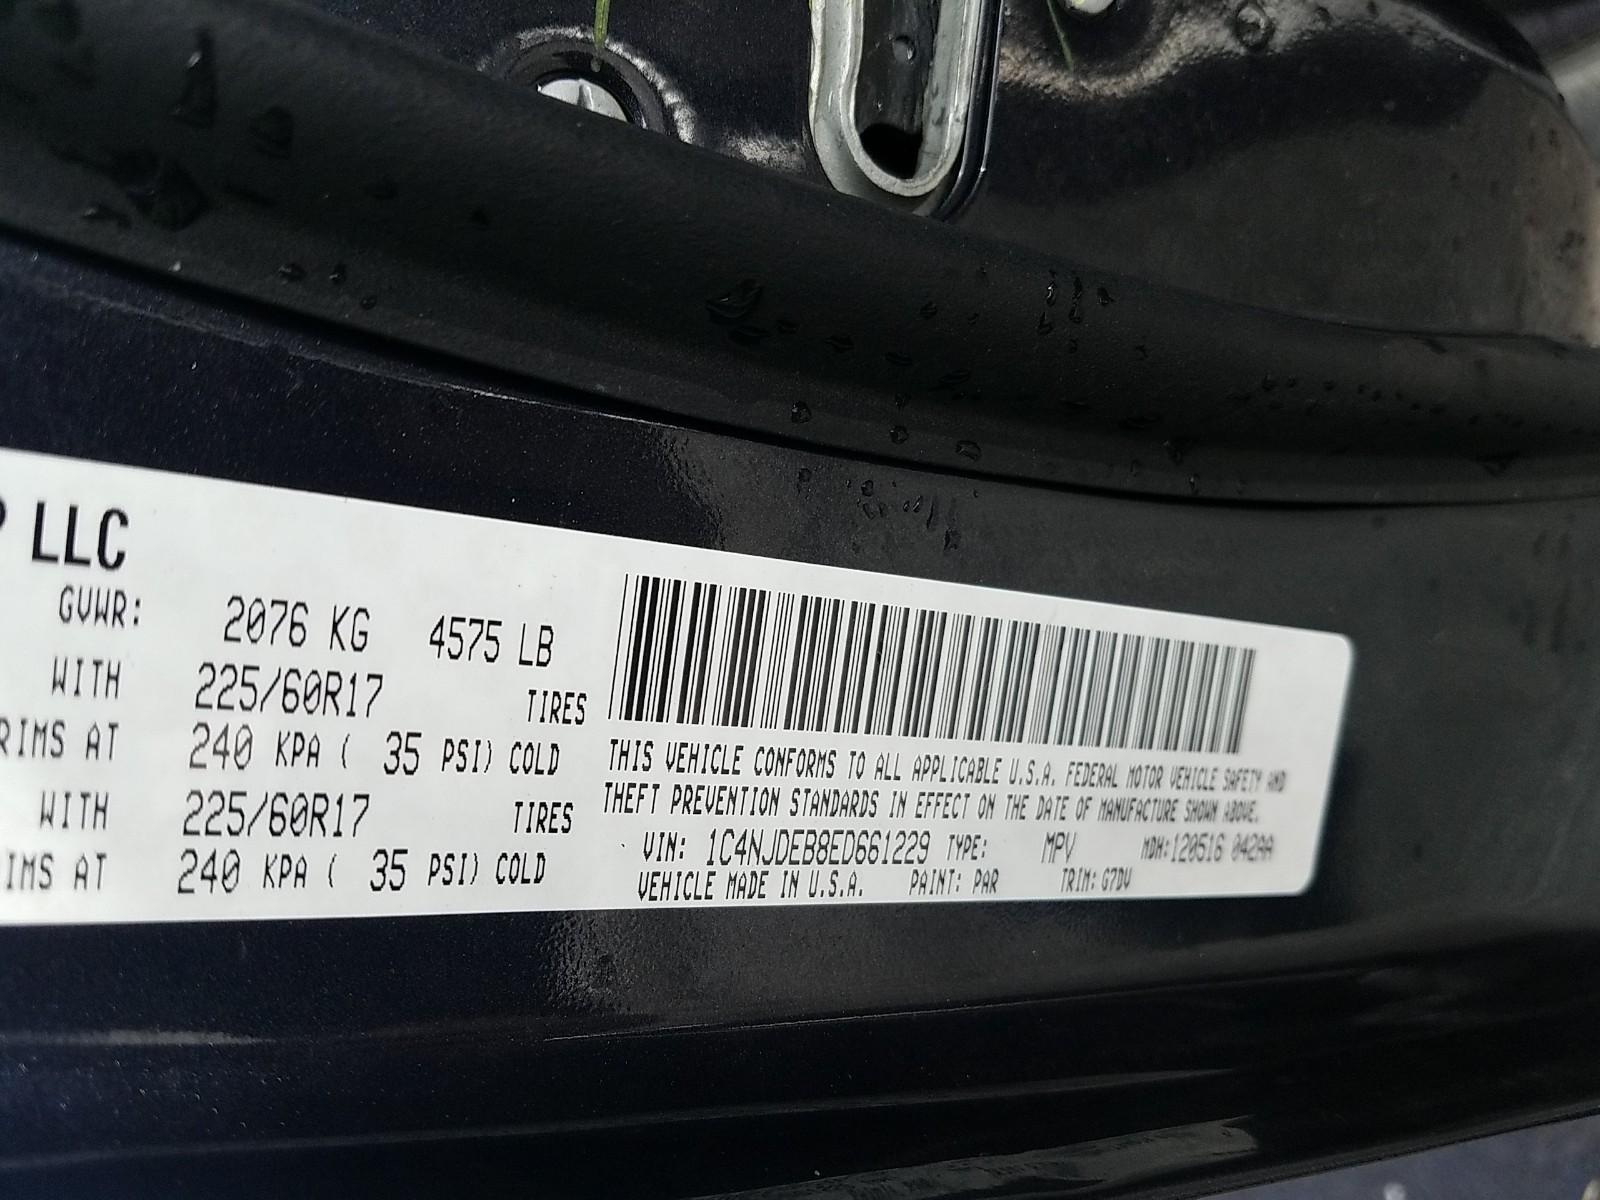 LLC
GVWR: 2076 KG 4575 LB
WITH 225/60R17 TIRES
RIMS AT 240 KPA ( 35 PSI) COLD
WITH 225/60R17 TIRES
IMS AT 240 KPA ( 35 PSI) COLD
THIS VEHICLE CONFORMS TO ALL APPLICABLE U.S.A. FEDERAL MOTOR VEHICLE SAFETY AND
THEFT PREVENTION STANDARDS IN EFFECT ON THE DATE OF MANUFACTURE SHOWN ABOVE.
VIN: 1C4NJDEB8ED661229 TYPE: MPV MDH: 120516 042AA
VEHICLE MADE IN U.S.A. PAINT: PAR TRIM: G7DV